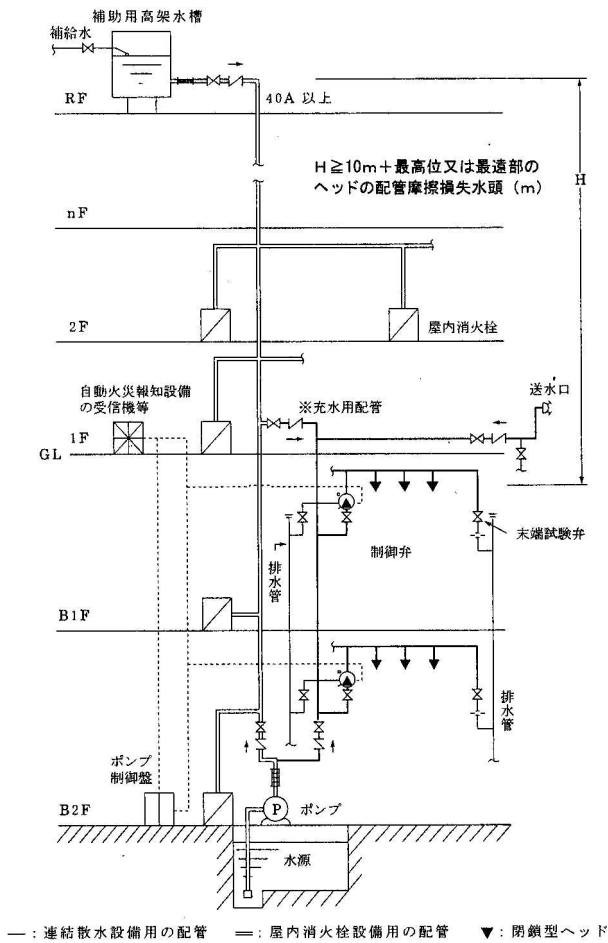 補助用高架水槽
補給水
RF
40A 以上
H≧10m+最高位又は最遠部の
ヘッドの配管摩擦損失水頭（m）
H
nF
2F
屋内消火栓
自動火災報知設備
の受信機等
※充水用配管
送水口
1F
GL
制御弁
末端試験弁
排水管
B1F
排水管
ポンプ
制御盤
B2F
P
ポンプ
水源
―：連結散水設備用の配管　＝：屋内消火栓設備用の配管　▼：閉鎖型ヘッド